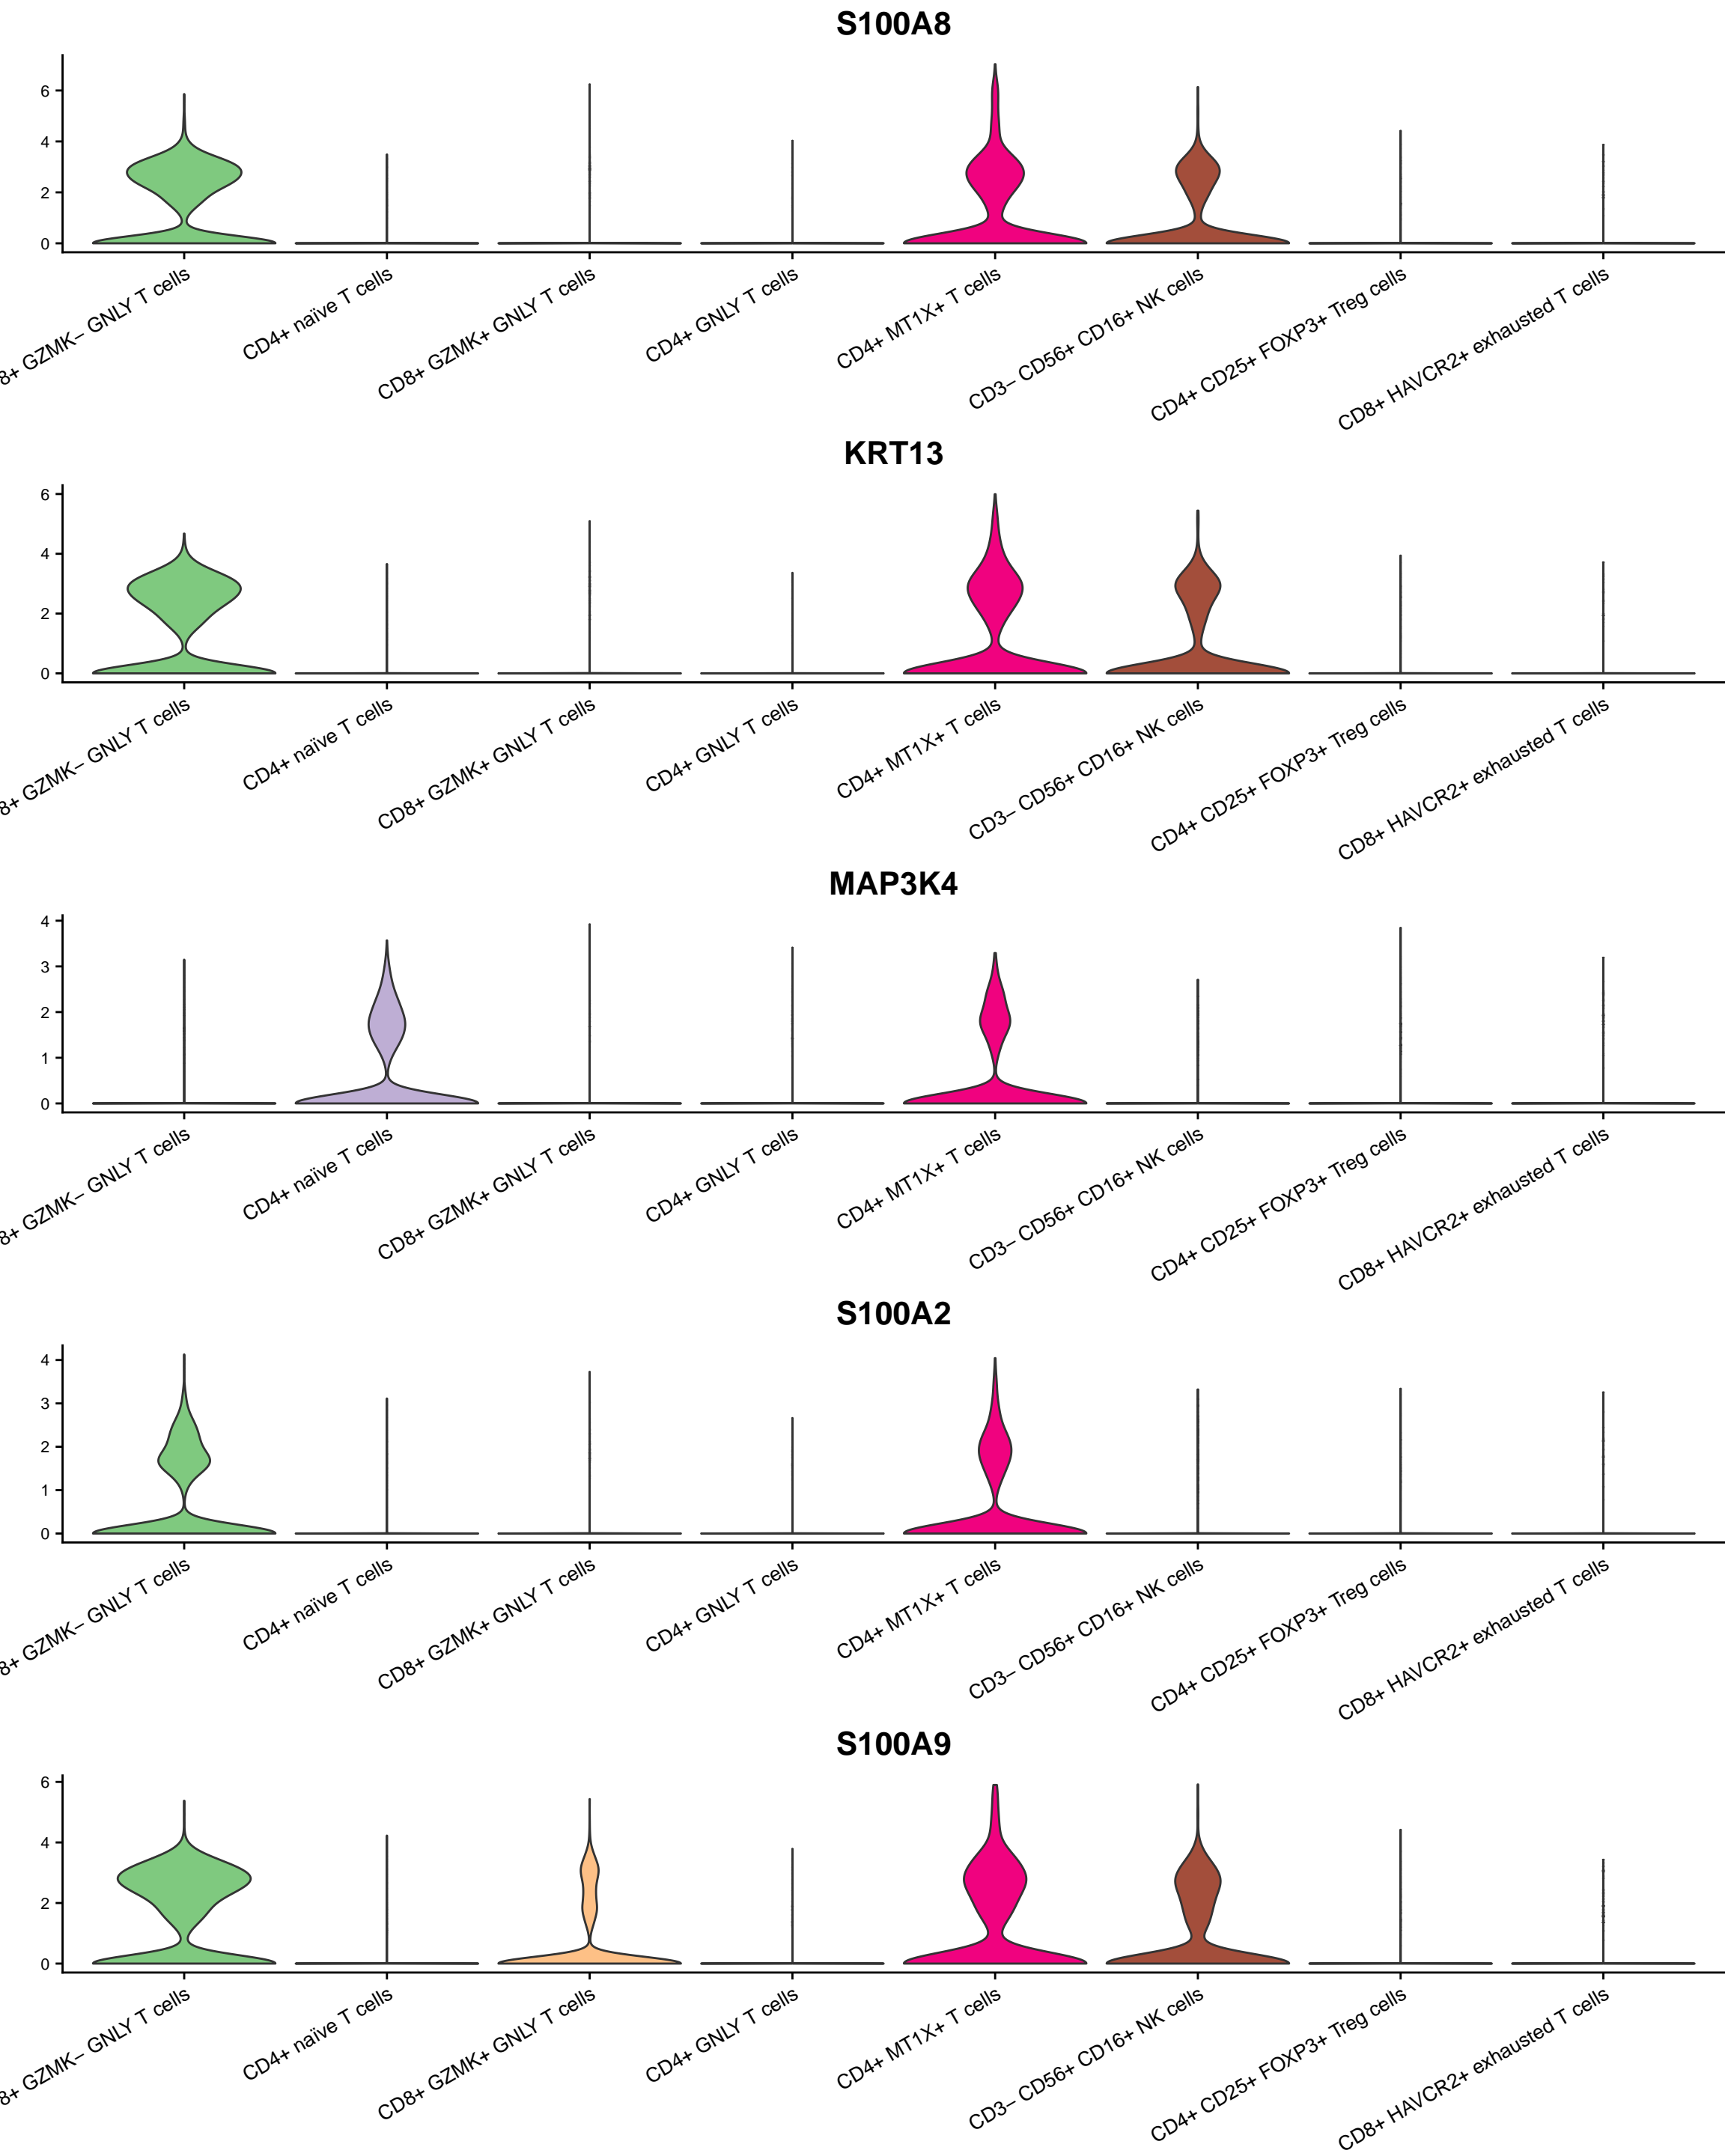 S100A8
6
4
2
0
8+ GZMK– GNLY T cells
CD4+ naïve T cells
CD8+ GZMK+ GNLY T cells
CD4+ GNLY T cells
CD4+ MT1X+ T cells
CD3– CD56+ CD16+ NK cells
CD4+ CD25+ FOXP3+ Treg cells
CD8+ HAVCR2+ exhausted T cells
KRT13
6
4
2
0
8+ GZMK– GNLY T cells
CD4+ naïve T cells
CD8+ GZMK+ GNLY T cells
CD4+ GNLY T cells
CD4+ MT1X+ T cells
CD3– CD56+ CD16+ NK cells
CD4+ CD25+ FOXP3+ Treg cells
CD8+ HAVCR2+ exhausted T cells
MAP3K4
4
3
2
1
0
8+ GZMK– GNLY T cells
CD4+ naïve T cells
CD8+ GZMK+ GNLY T cells
CD4+ GNLY T cells
CD4+ MT1X+ T cells
CD3– CD56+ CD16+ NK cells
CD4+ CD25+ FOXP3+ Treg cells
CD8+ HAVCR2+ exhausted T cells
S100A2
4
3
2
1
0
8+ GZMK– GNLY T cells
CD4+ naïve T cells
CD8+ GZMK+ GNLY T cells
CD4+ GNLY T cells
CD4+ MT1X+ T cells
CD3– CD56+ CD16+ NK cells
CD4+ CD25+ FOXP3+ Treg cells
CD8+ HAVCR2+ exhausted T cells
S100A9
6
4
2
0
8+ GZMK– GNLY T cells
CD4+ naïve T cells
CD8+ GZMK+ GNLY T cells
CD4+ GNLY T cells
CD4+ MT1X+ T cells
CD3– CD56+ CD16+ NK cells
CD4+ CD25+ FOXP3+ Treg cells
CD8+ HAVCR2+ exhausted T cells